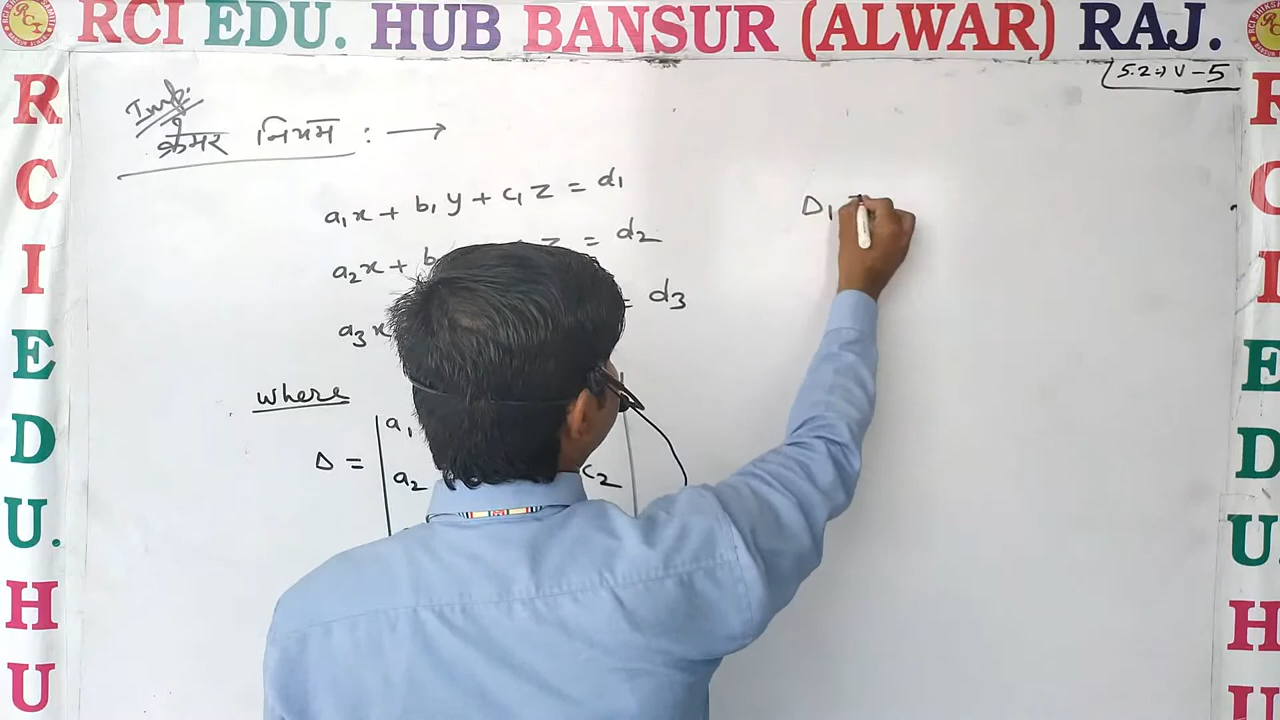 RCI EDU. HUB BANSUR (ALWAR) RAJ.
5.2 => V - 5
Imp.
क्रेमर नियम : →
a₁x + b₁y + c₁z = d₁
a₂x + b z = d₂
a₃x = d₃
where
Δ = a₁
a₂ c₂
D₁ =
R
C
I
E
D
U.
H
U
R
C
I
E
D
U.
H
U